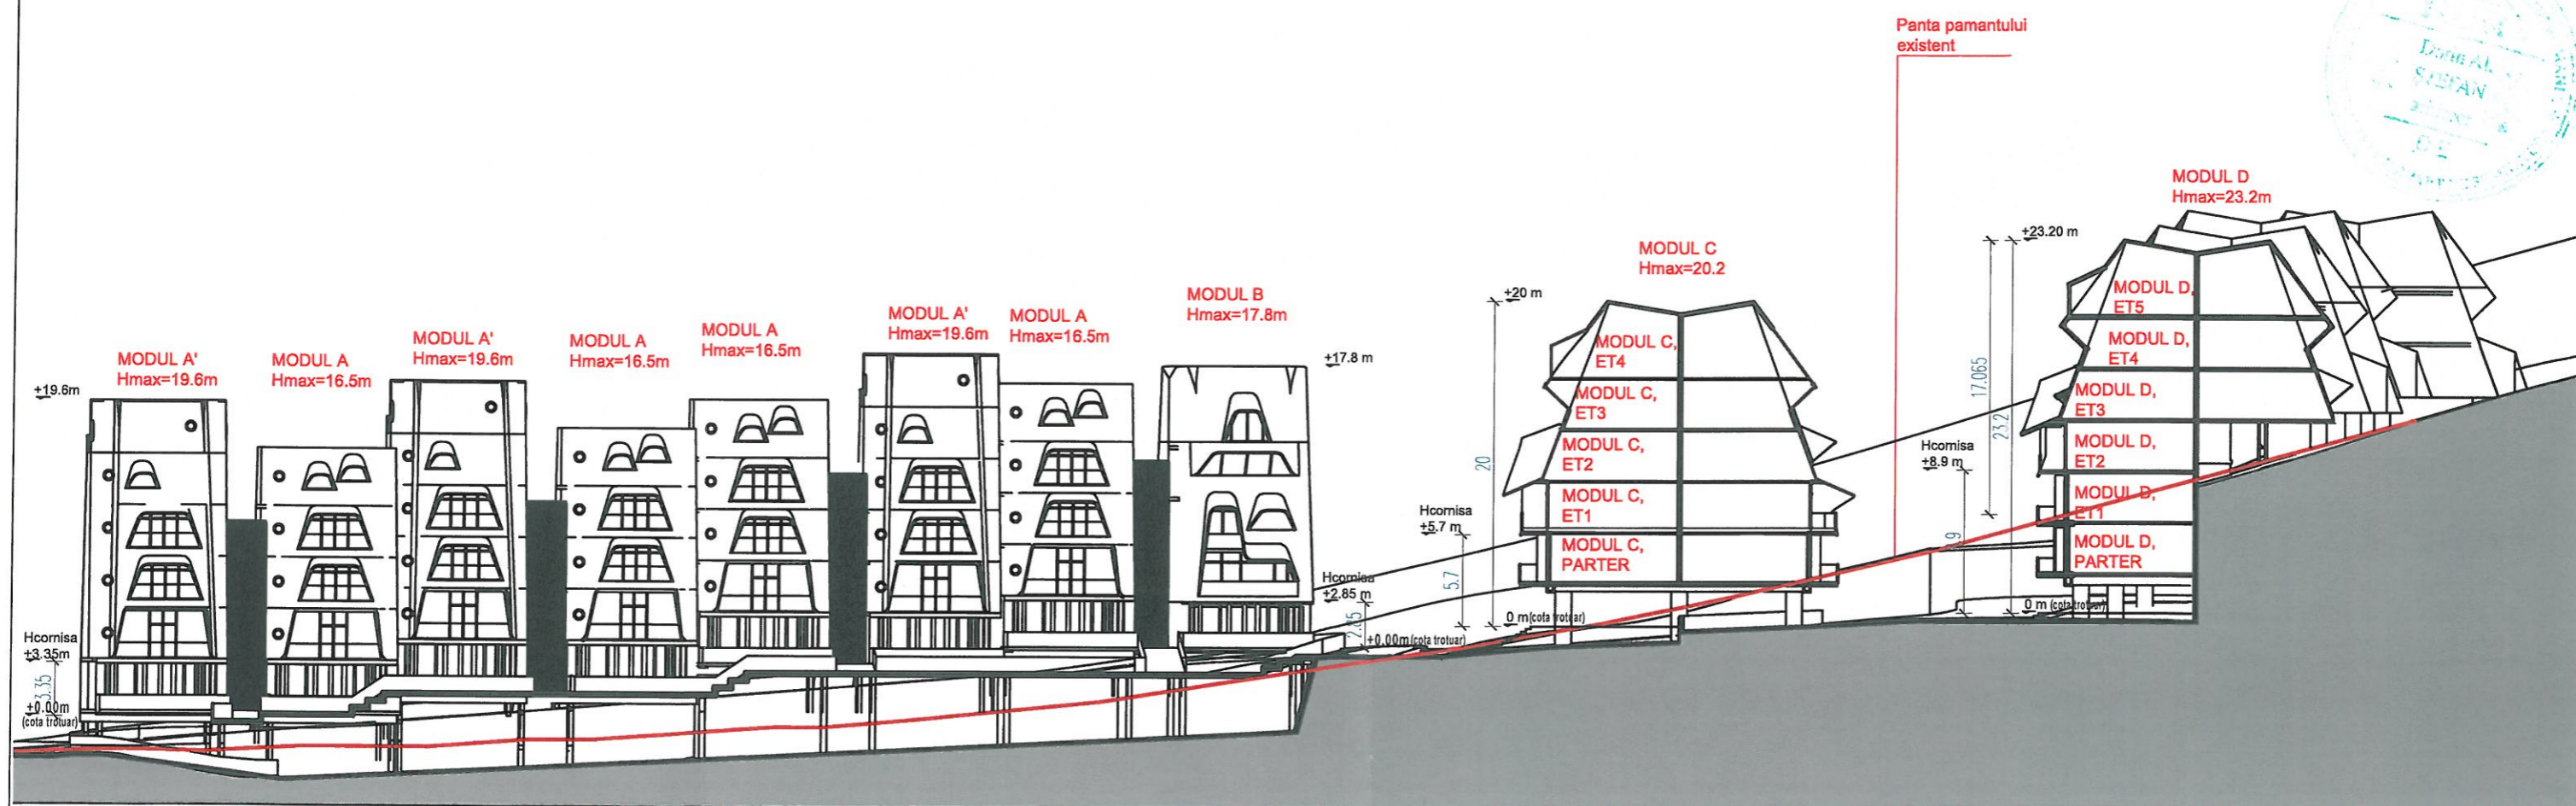 Panta pamantului
existent
STEFAN
MODUL D
Hmax=23.2m
+23.20 m
MODUL C
Hmax=20.2
+20 m
MODUL B
Hmax=17.8m
+17.8 m
MODUL A'
Hmax=19.6m
MODUL A
Hmax=16.5m
MODUL A'
Hmax=19.6m
MODUL A
Hmax=16.5m
MODUL A
Hmax=16.5m
MODUL A'
Hmax=19.6m
MODUL A
Hmax=16.5m
+19.6m
Hcornisa
+3.35m
3.35
+0.00m
(cota trotuar)
Hcornisa
+2.85 m
2.85
+0.00m(cota trotuar)
Hcornisa
+5.7 m
5.7
20
0 m(cota trotuar)
MODUL C,
ET4
MODUL C,
ET3
MODUL C,
ET2
MODUL C,
ET1
MODUL C,
PARTER
Hcornisa
+8.9 m
9
17.065
23.2
0 m (cota trotuar)
MODUL D,
ET5
MODUL D,
ET4
MODUL D,
ET3
MODUL D,
ET2
MODUL D,
ET1
MODUL D,
PARTER